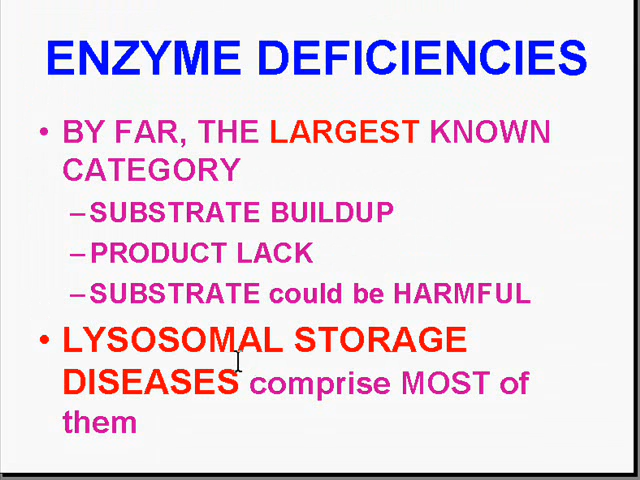 ENZYME DEFICIENCIES
• BY FAR, THE LARGEST KNOWN
CATEGORY
–SUBSTRATE BUILDUP
–PRODUCT LACK
–SUBSTRATE could be HARMFUL
• LYSOSOMAL STORAGE
DISEASES comprise MOST of
them